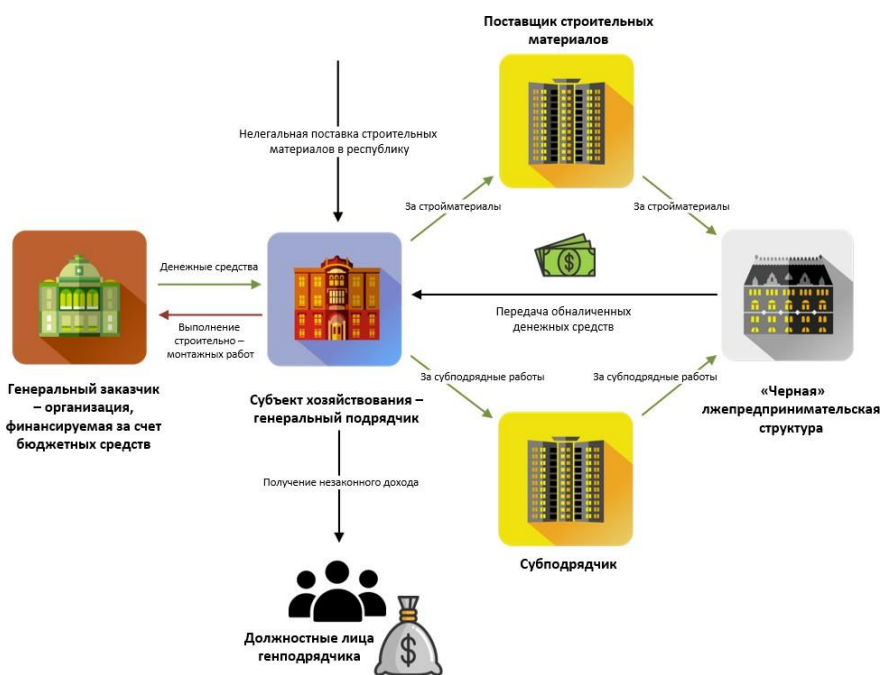 Поставщик строительных
материалов
Нелегальная поставка строительных
материалов в республику
За стройматериалы
За стройматериалы
Денежные средства
Выполнение
строительно –
монтажных работ
Передача обналиченных
денежных средств
Генеральный заказчик
– организация,
финансируемая за счет
бюджетных средств
Субъект хозяйствования –
генеральный подрядчик
За субподрядные работы
За субподрядные работы
«Черная»
лжепредпринимательская
структура
Получение незаконного дохода
Субподрядчик
Должностные лица
генподрядчика
$
$